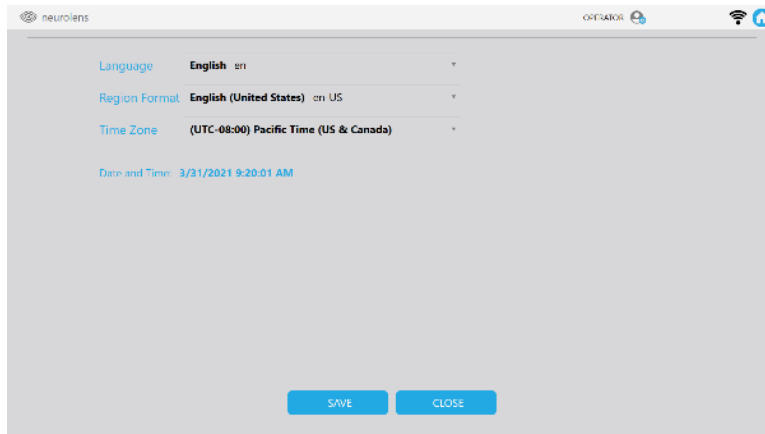 neurolens OPERATOR
Language English en
Region Format English (United States) en US
Time Zone (UTC-08:00) Pacific Time (US & Canada)
Date and Time: 3/31/2021 9:20:01 AM
SAVE CLOSE